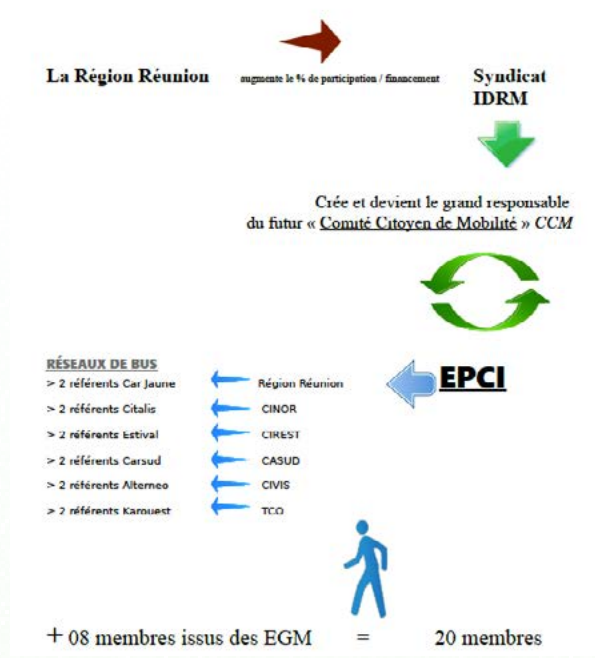 La Région Réunion augmente le % de participation / financement Syndicat
IDRM
Crée et devient le grand responsable
du futur « Comité Citoyen de Mobilité » CCM
RÉSEAUX DE BUS
EPCI
> 2 référents Car Jaune Région Réunion
> 2 référents Citalis CINOR
> 2 référents Estival CIREST
> 2 référents Carsud CASUD
> 2 référents Alterneo CIVIS
> 2 référents Karouest TCO
+ 08 membres issus des EGM = 20 membres